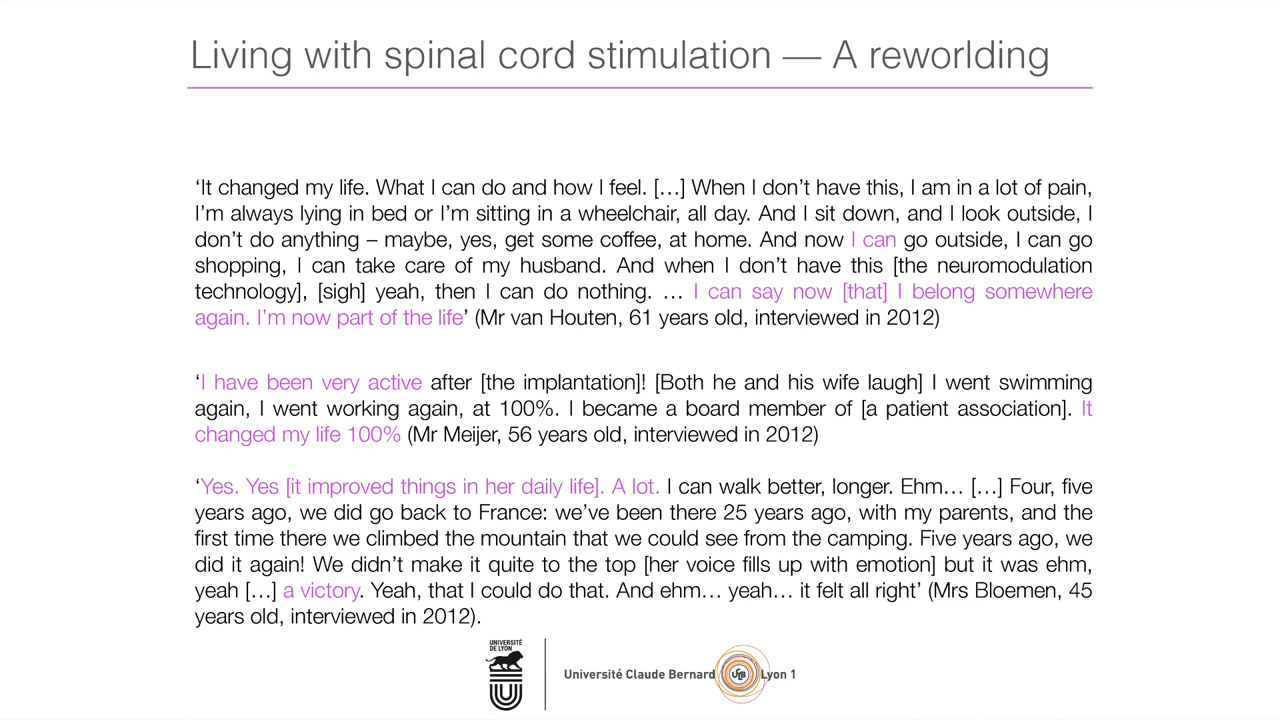 Living with spinal cord stimulation — A reworlding
‘It changed my life. What I can do and how I feel. […] When I don’t have this, I am in a lot of pain,
I’m always lying in bed or I’m sitting in a wheelchair, all day. And I sit down, and I look outside, I
don’t do anything – maybe, yes, get some coffee, at home. And now I can go outside, I can go
shopping, I can take care of my husband. And when I don’t have this [the neuromodulation
technology], [sigh] yeah, then I can do nothing. … I can say now [that] I belong somewhere
again. I’m now part of the life’ (Mr van Houten, 61 years old, interviewed in 2012)
‘I have been very active after [the implantation]! [Both he and his wife laugh] I went swimming
again, I went working again, at 100%. I became a board member of [a patient association]. It
changed my life 100% (Mr Meijer, 56 years old, interviewed in 2012)
‘Yes. Yes [it improved things in her daily life]. A lot. I can walk better, longer. Ehm… […] Four, five
years ago, we did go back to France: we’ve been there 25 years ago, with my parents, and the
first time there we climbed the mountain that we could see from the camping. Five years ago, we
did it again! We didn’t make it quite to the top [her voice fills up with emotion] but it was ehm,
yeah […] a victory. Yeah, that I could do that. And ehm… yeah… it felt all right’ (Mrs Bloemen, 45
years old, interviewed in 2012).
UNIVERSITÉ
DE LYON
Université Claude Bernard UCB Lyon 1